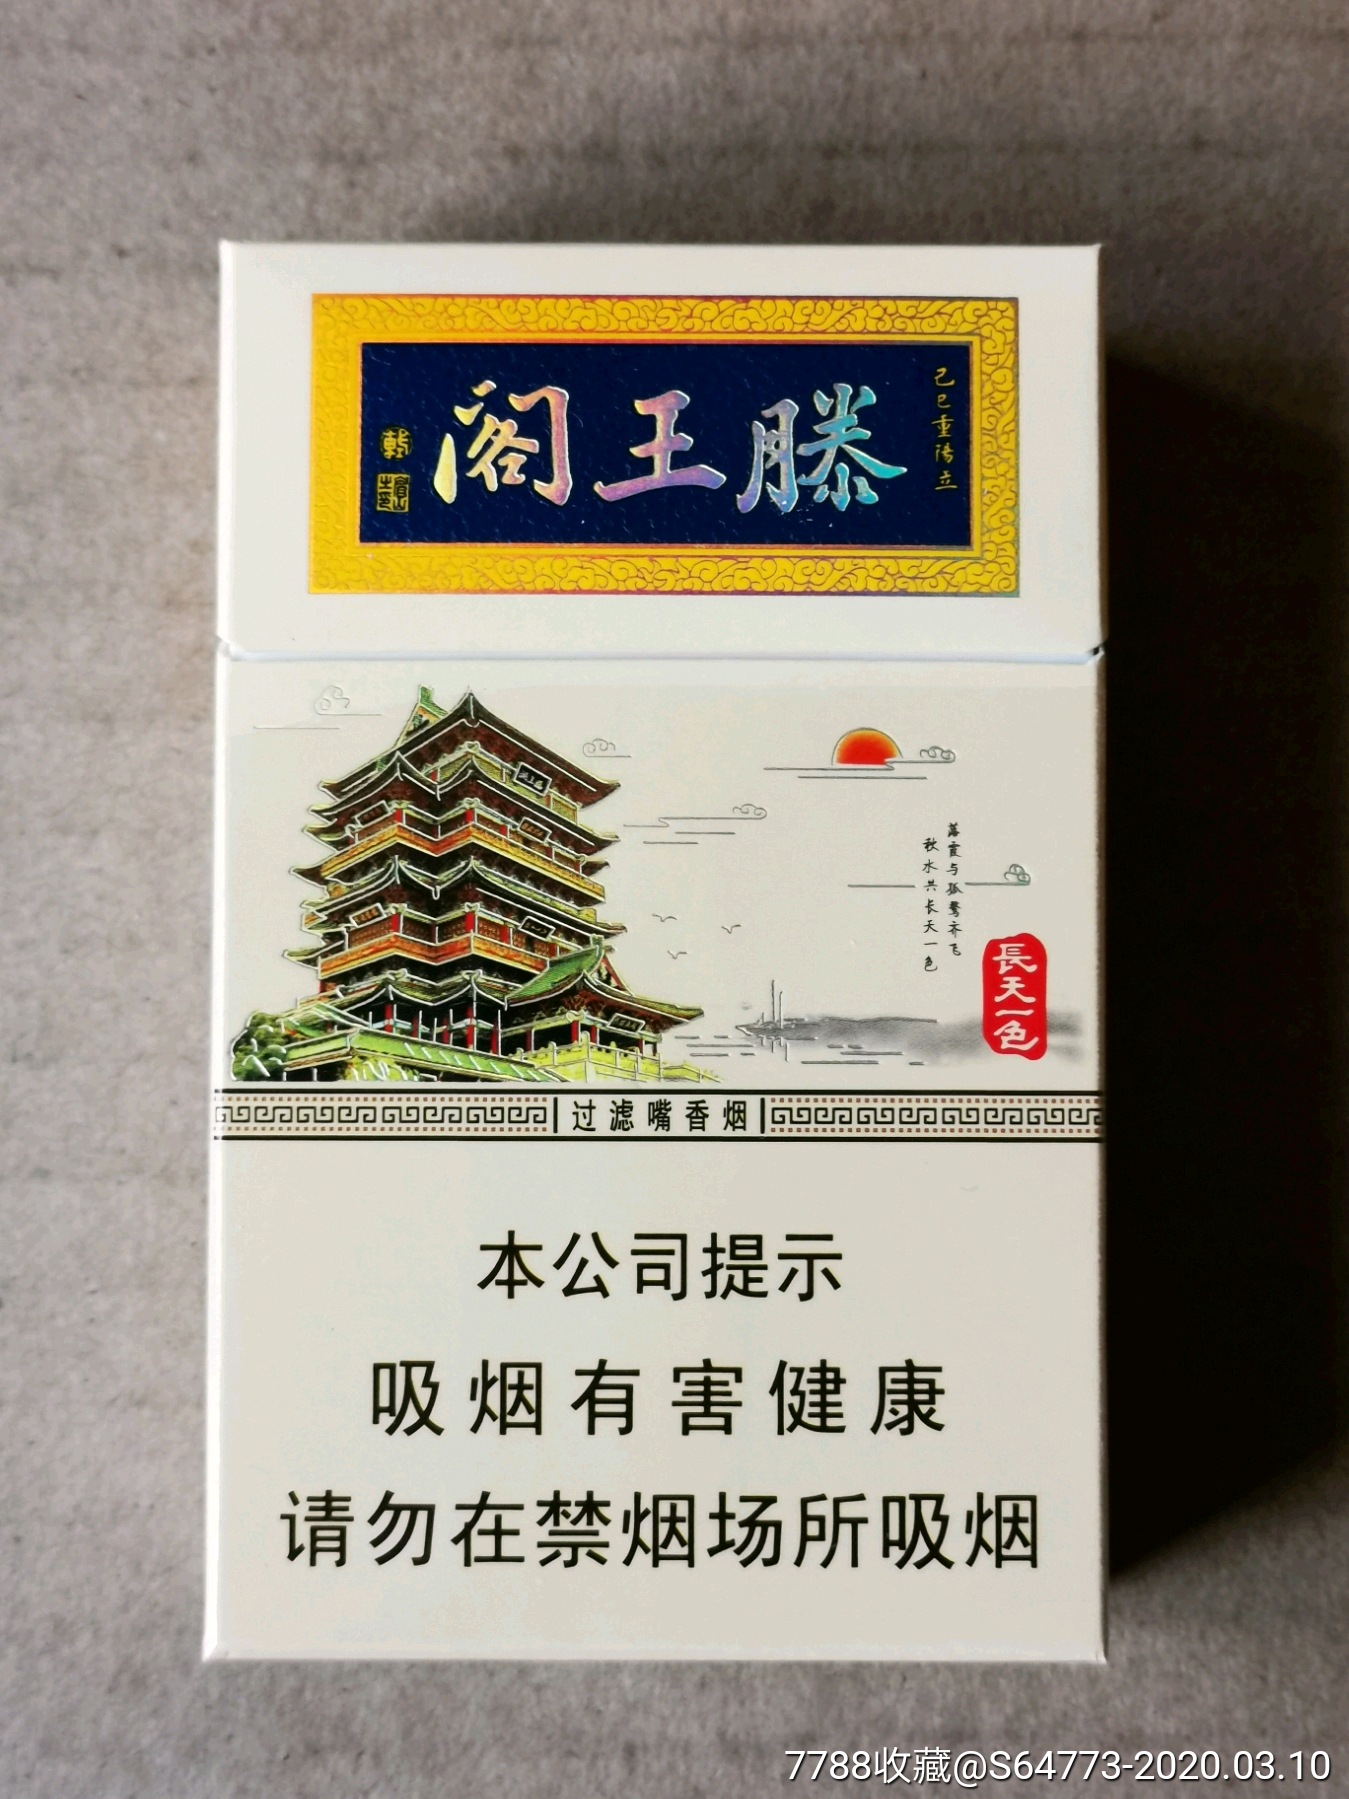 滕王阁
己巳重阳立
落霞与孤鹜齐飞
秋水共长天一色
長天一色
过滤嘴香烟
本公司提示
吸烟有害健康
请勿在禁烟场所吸烟
7788收藏@S64773-2020.03.10